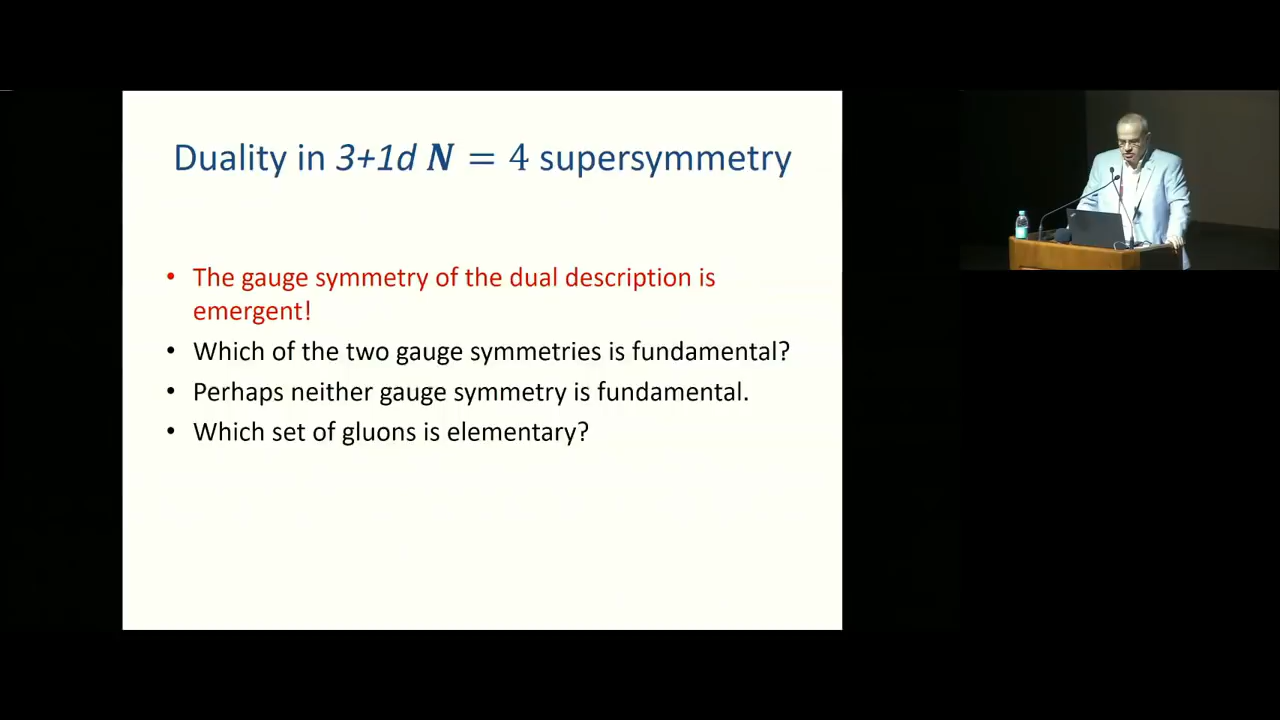 Duality in 3+1d N = 4 supersymmetry
• The gauge symmetry of the dual description is
emergent!
• Which of the two gauge symmetries is fundamental?
• Perhaps neither gauge symmetry is fundamental.
• Which set of gluons is elementary?